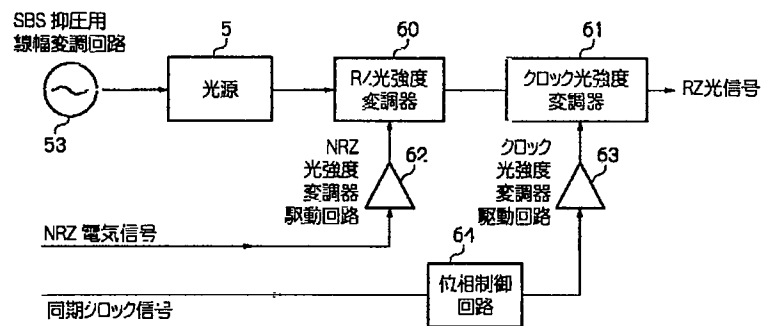 SBS 抑圧用
線幅変調回路
53
5
光源
60
RZ光強度
変調器
61
クロック光強度
変調器
RZ光信号
NRZ
光強度
変調器
駆動回路
62
クロック
光強度
変調器
駆動回路
63
NRZ 電気信号
64
位相制御
回路
同期クロック信号